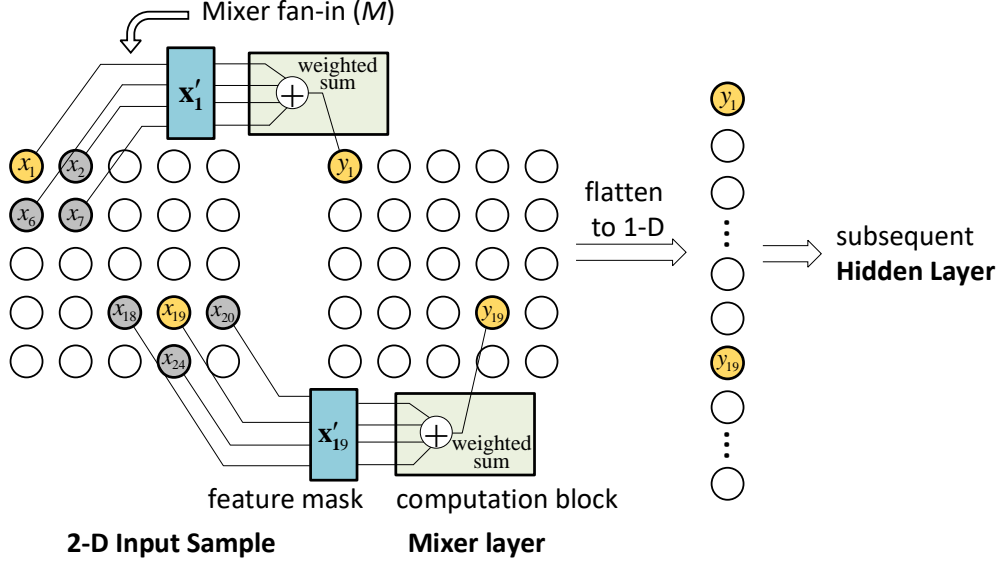 Mixer fan-in (M)
x′₁
weighted
sum
+
y₁
x₁
x₂
y₁
flatten
to 1-D
x₆
x₇
subsequent
Hidden Layer
x₁₈
x₁₉
x₂₀
y₁₉
x₂₄
y₁₉
x′₁₉
+
weighted
sum
feature mask
computation block
2-D Input Sample
Mixer layer